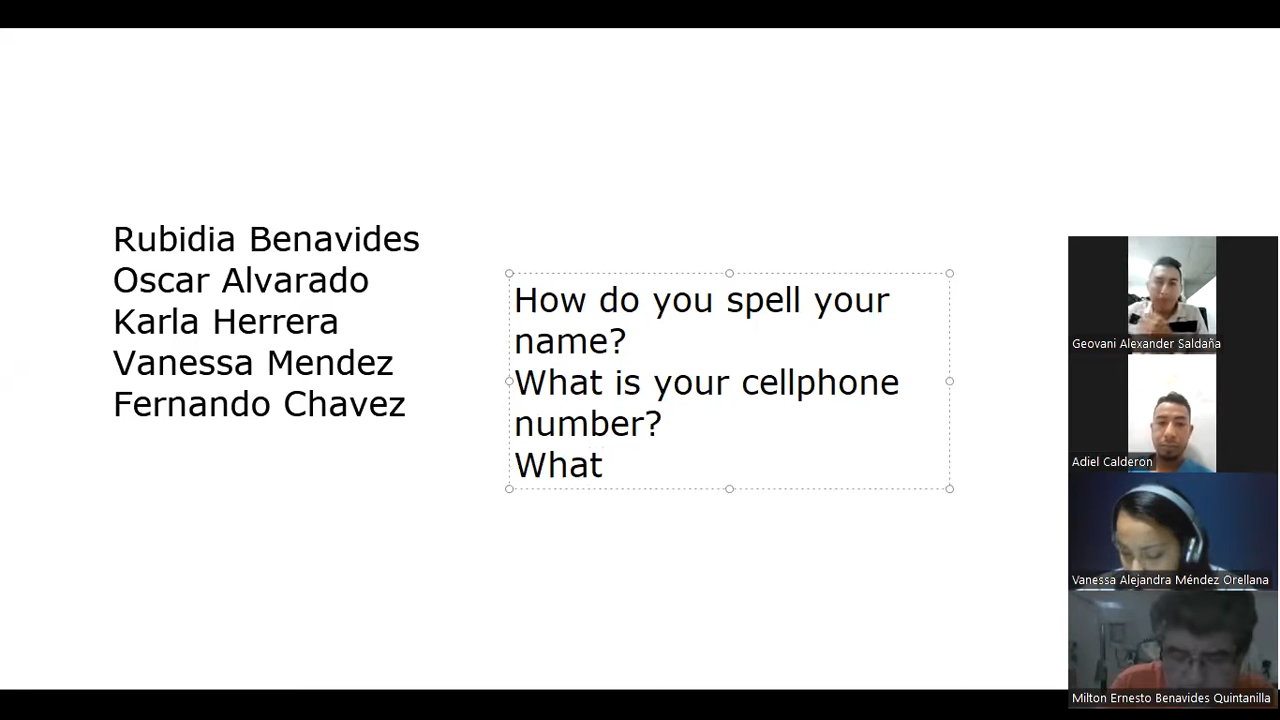 Rubidia Benavides
Oscar Alvarado
Karla Herrera
Vanessa Mendez
Fernando Chavez
How do you spell your
name?
What is your cellphone
number?
What
Geovani Alexander Saldaña
Adiel Calderon
Vanessa Alejandra Méndez Orellana
Milton Ernesto Benavides Quintanilla